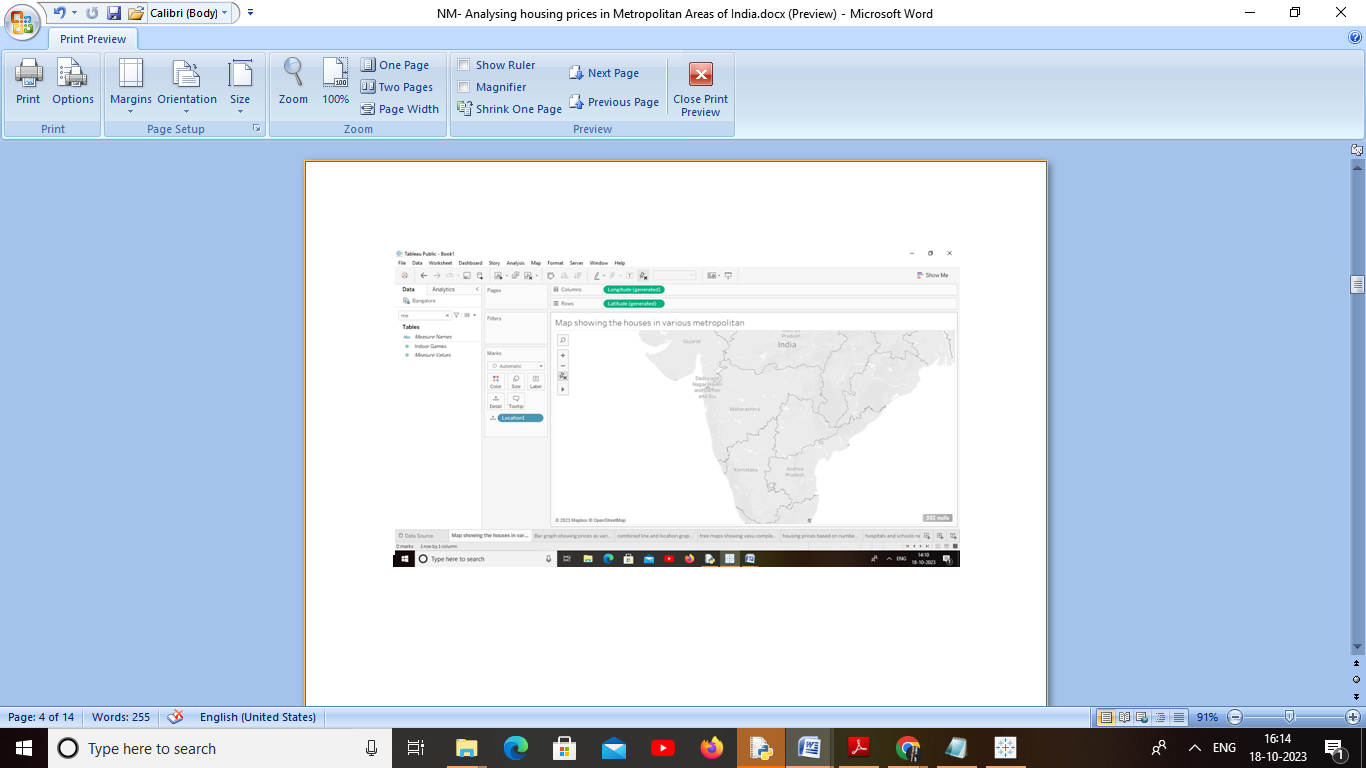 Calibri (Body)
NM- Analysing housing prices in Metropolitan Areas of India.docx (Preview) - Microsoft Word
Print Preview
Print
Options
Margins
Orientation
Size
Zoom
100%
One Page
Two Pages
Page Width
Show Ruler
Magnifier
Shrink One Page
Next Page
Previous Page
Close Print
Preview
Print
Page Setup
Zoom
Preview
Tableau Public - Book1
File Data Worksheet Dashboard Story Analysis Map Format Server Window Help
Show Me
Data Analytics
Bangalore
me
Tables
Measure Names
Indoor Games
Measure Values
Pages
Filters
Marks
Automatic
Color Size Label
Detail Tooltip
Location1
Columns Longitude (generated)
Rows Latitude (generated)
Map showing the houses in various metropolitan
Gujarat
Pradesh
India
Dadra and
Nagar Haveli
and Daman
and Diu
Maharashtra
Karnataka
Andhra
Pradesh
© 2023 Mapbox © OpenStreetMap
302 nulls
Data Source
Map showing the houses in var...
Bar graph showing prices as vari...
combined line and location grap...
tree maps showing vasu comple...
housing prices based on numbe...
hospitals and schools ne
0 marks 1 row by 1 column
Type here to search
ENG
14:10
18-10-2023
Page: 4 of 14
Words: 255
English (United States)
91%
Type here to search
ENG
16:14
18-10-2023
1